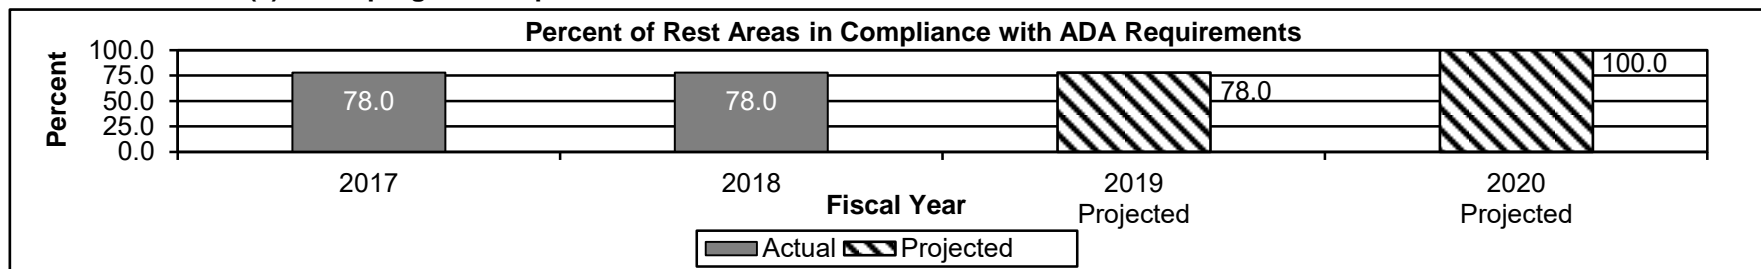 Percent of Rest Areas in Compliance with ADA Requirements
Percent
100.0
75.0
50.0
25.0
0.0
78.0
78.0
78.0
100.0
2017
2018
2019
Projected
2020
Projected
Fiscal Year
Actual
Projected